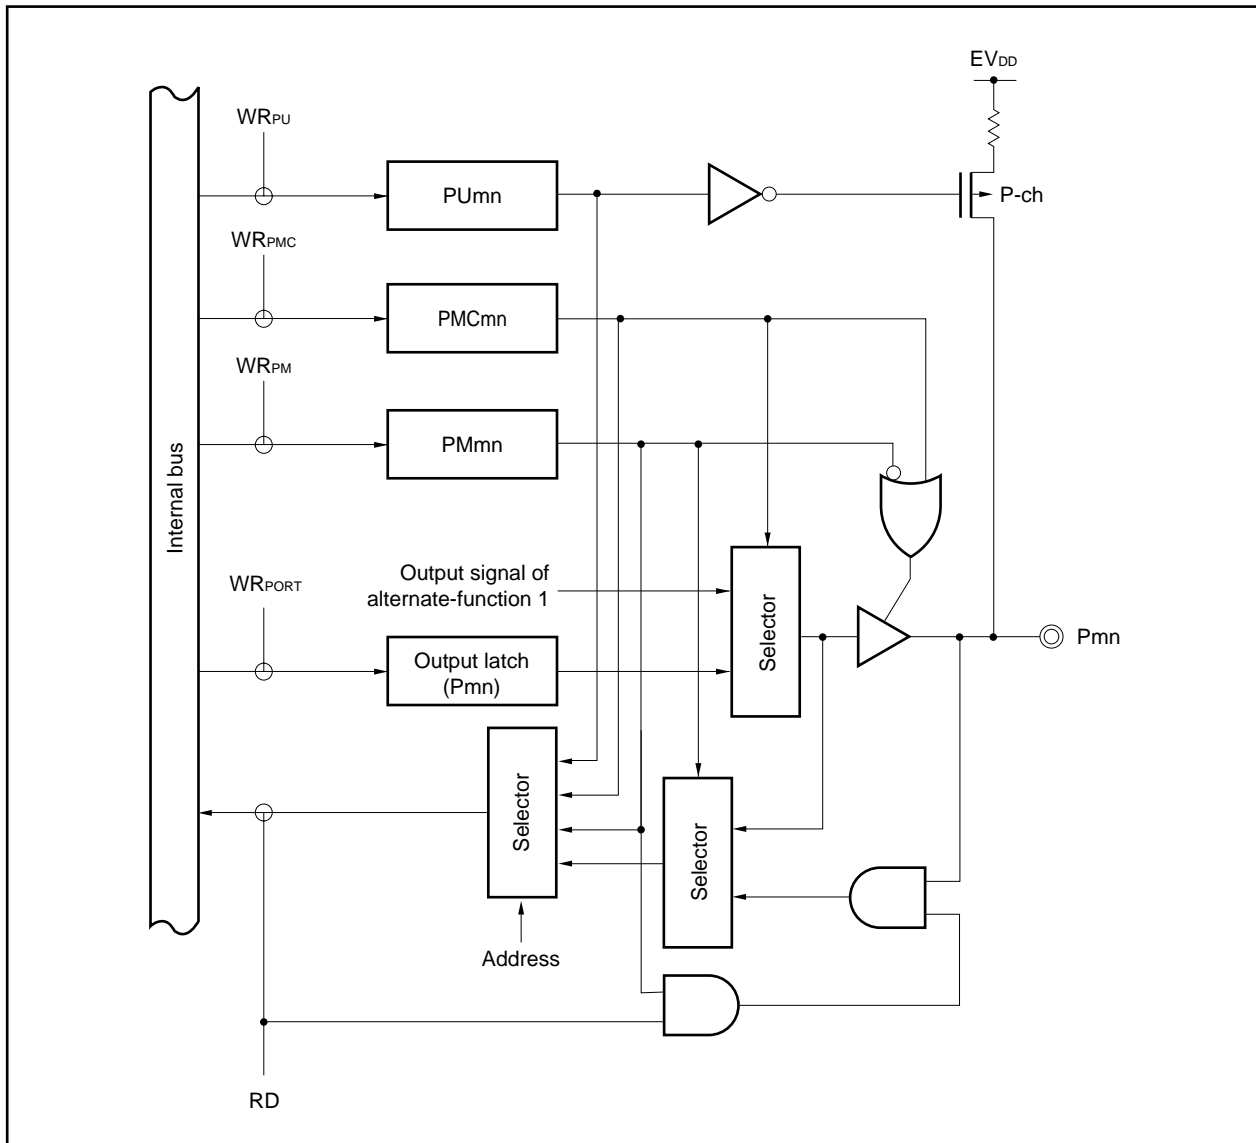 EVDD
WRPU
PUmn
P-ch
WRPMC
PMCmn
WRPM
PMmn
Internal bus
Output signal of
alternate-function 1
WRPORT
Selector
Pmn
Output latch
(Pmn)
Selector
Selector
Address
RD